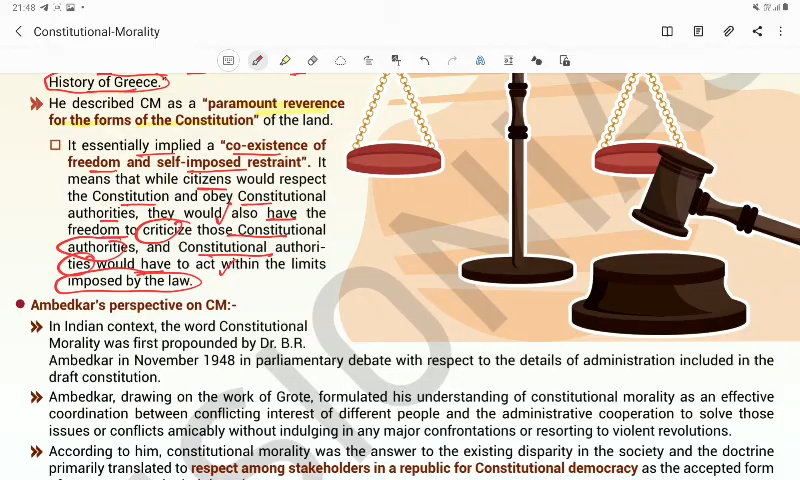 21:48
Constitutional-Morality
History of Greece."
He described CM as a "paramount reverence
for the forms of the Constitution" of the land.
It essentially implied a "co-existence of
freedom and self-imposed restraint". It
means that while citizens would respect
the Constitution and obey Constitutional
authorities, they would also have the
freedom to criticize those Constitutional
authorities, and Constitutional authori-
ties would have to act within the limits
imposed by the law.
Ambedkar's perspective on CM:-
In Indian context, the word Constitutional
Morality was first propounded by Dr. B.R.
Ambedkar in November 1948 in parliamentary debate with respect to the details of administration included in the
draft constitution.
Ambedkar, drawing on the work of Grote, formulated his understanding of constitutional morality as an effective
coordination between conflicting interest of different people and the administrative cooperation to solve those
issues or conflicts amicably without indulging in any major confrontations or resorting to violent revolutions.
According to him, constitutional morality was the answer to the existing disparity in the society and the doctrine
primarily translated to respect among stakeholders in a republic for Constitutional democracy as the accepted form